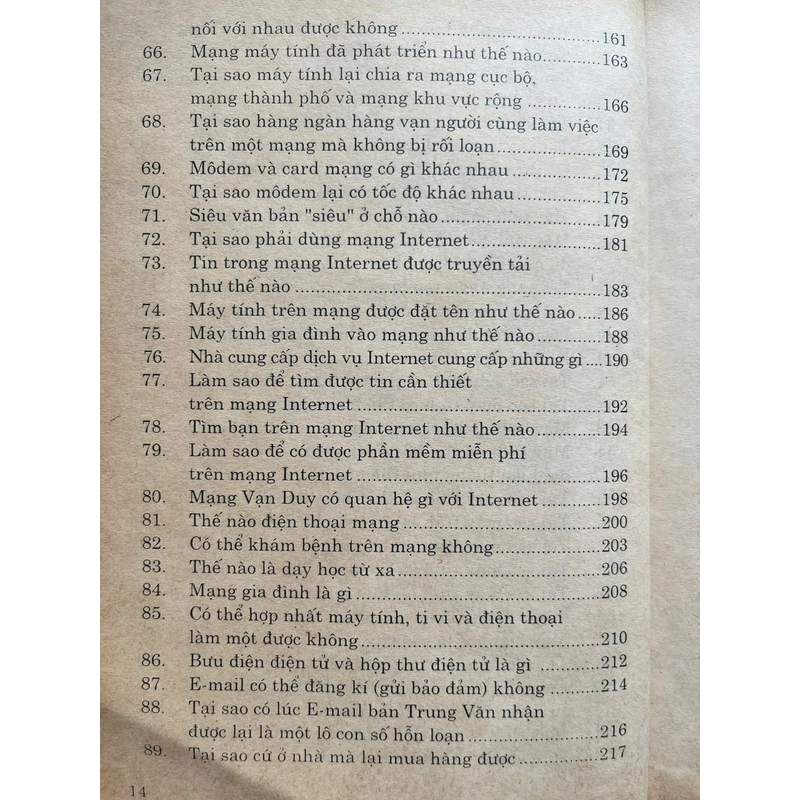 nối với nhau được không ................................161
66. Mạng máy tính đã phát triển như thế nào.............163
67. Tại sao máy tính lại chia ra mạng cục bộ,
mạng thành phố và mạng khu vực rộng ...............166
68. Tại sao hàng ngàn hàng vạn người cùng làm việc
trên một mạng mà không bị rối loạn....................169
69. Môdem và card mạng có gì khác nhau.................172
70. Tại sao môdem lại có tốc độ khác nhau................175
71. Siêu văn bản "siêu" ở chỗ nào............................179
72. Tại sao phải dùng mạng Internet.......................181
73. Tin trong mạng Internet được truyền tải
như thế nào ...............................................183
74. Máy tính trên mạng được đặt tên như thế nào.....186
75. Máy tính gia đình vào mạng như thế nào............188
76. Nhà cung cấp dịch vụ Internet cung cấp những gì ....190
77. Làm sao để tìm được tin cần thiết
trên mạng Internet ......................................192
78. Tìm bạn trên mạng Internet như thế nào............194
79. Làm sao để có được phần mềm miễn phí
trên mạng Internet ......................................196
80. Mạng Vạn Duy có quan hệ gì với Internet............198
81. Thế nào điện thoại mạng.................................200
82. Có thể khám bệnh trên mạng không..................203
83. Thế nào là dạy học từ xa.................................206
84. Mạng gia đình là gì.......................................208
85. Có thể hợp nhất máy tính, ti vi và điện thoại
làm một được không......................................210
86. Bưu điện điện tử và hộp thư điện tử là gì ............212
87. E-mail có thể đăng kí (gửi bảo đảm) không .........214
88. Tại sao có lúc E-mail bản Trung Văn nhận
được lại là một lô con số hỗn loạn.....................216
89. Tại sao cứ ở nhà mà lại mua hàng được...............217
14